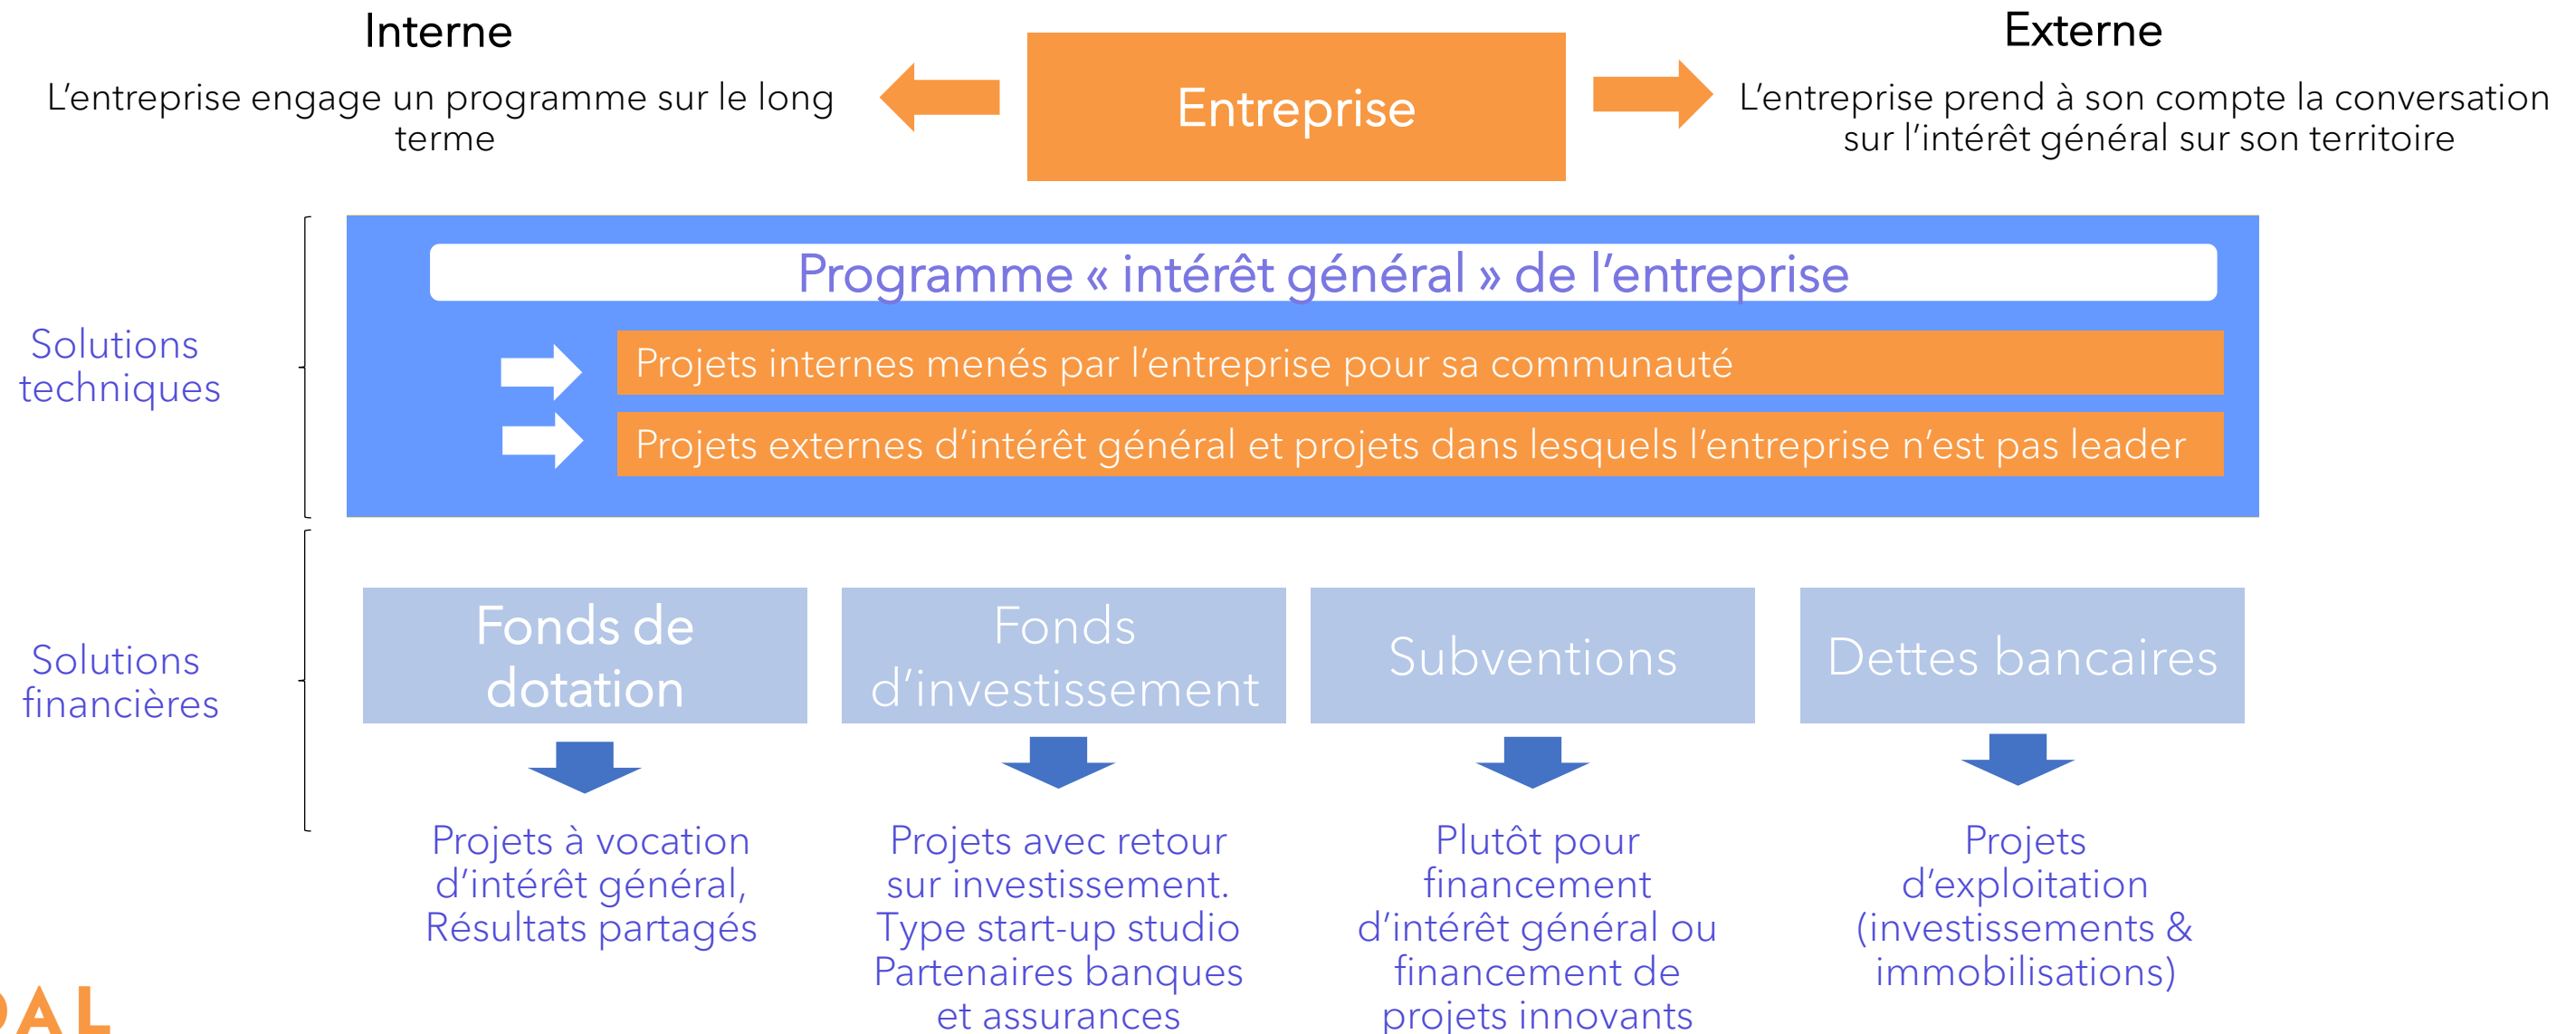 Interne
L'entreprise engage un programme sur le long
terme
Entreprise
Externe
L'entreprise prend à son compte la conversation
sur l'intérêt général sur son territoire
Solutions
techniques
Programme « intérêt général » de l'entreprise
Projets internes menés par l'entreprise pour sa communauté
Projets externes d'intérêt général et projets dans lesquels l'entreprise n'est pas leader
Solutions
financières
Fonds de
dotation
Fonds
d'investissement
Subventions
Dettes bancaires
Projets à vocation
d'intérêt général,
Résultats partagés
Projets avec retour
sur investissement.
Type start-up studio
Partenaires banques
et assurances
Plutôt pour
financement
d'intérêt général ou
financement de
projets innovants
Projets
d'exploitation
(investissements &
immobilisations)